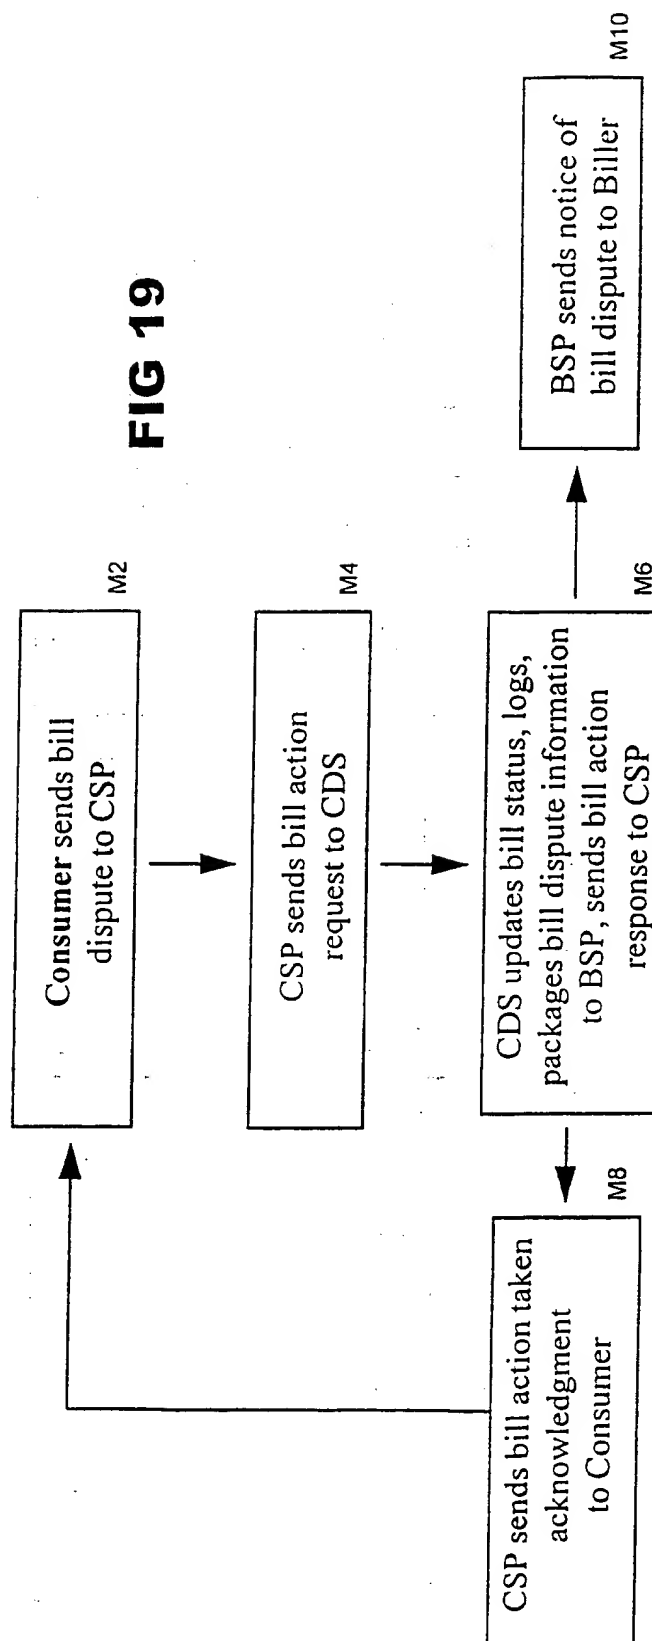 FIG 19
Consumer sends bill
dispute to CSP
M2
CSP sends bill action
request to CDS
M4
CDS updates bill status, logs,
packages bill dispute information
to BSP, sends bill action
response to CSP
M6
CSP sends bill action taken
acknowledgment
to Consumer
M8
BSP sends notice of
bill dispute to Biller
M10